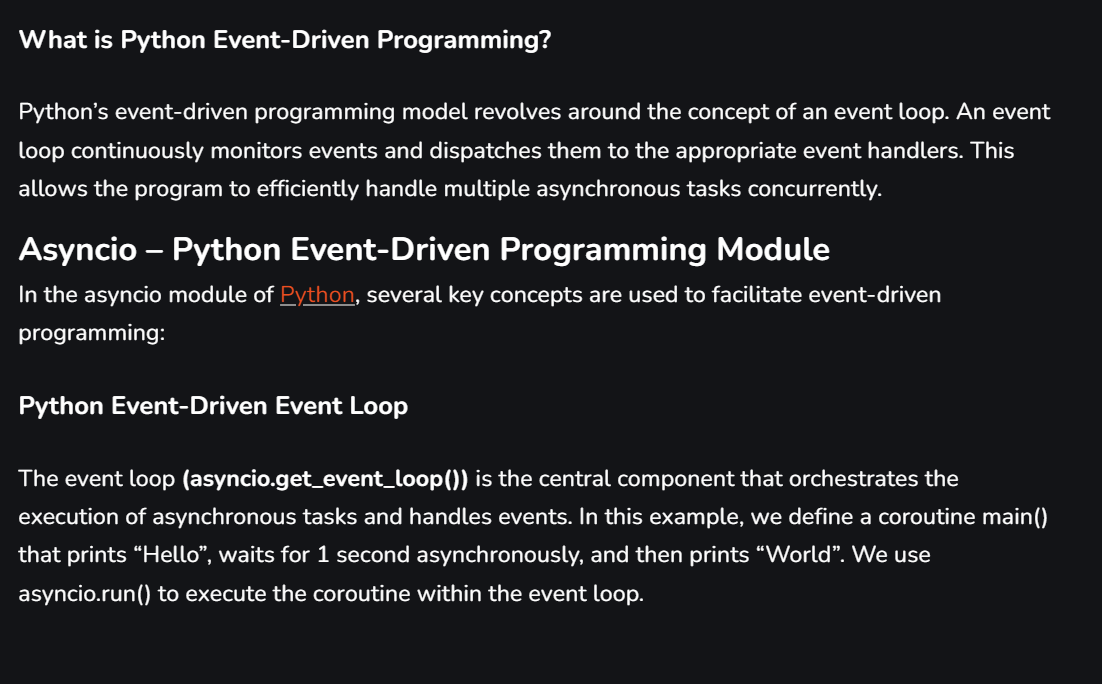 What is Python Event-Driven Programming?
Python’s event-driven programming model revolves around the concept of an event loop. An event
loop continuously monitors events and dispatches them to the appropriate event handlers. This
allows the program to efficiently handle multiple asynchronous tasks concurrently.
Asyncio – Python Event-Driven Programming Module
In the asyncio module of Python, several key concepts are used to facilitate event-driven
programming:
Python Event-Driven Event Loop
The event loop (asyncio.get_event_loop()) is the central component that orchestrates the
execution of asynchronous tasks and handles events. In this example, we define a coroutine main()
that prints “Hello”, waits for 1 second asynchronously, and then prints “World”. We use
asyncio.run() to execute the coroutine within the event loop.